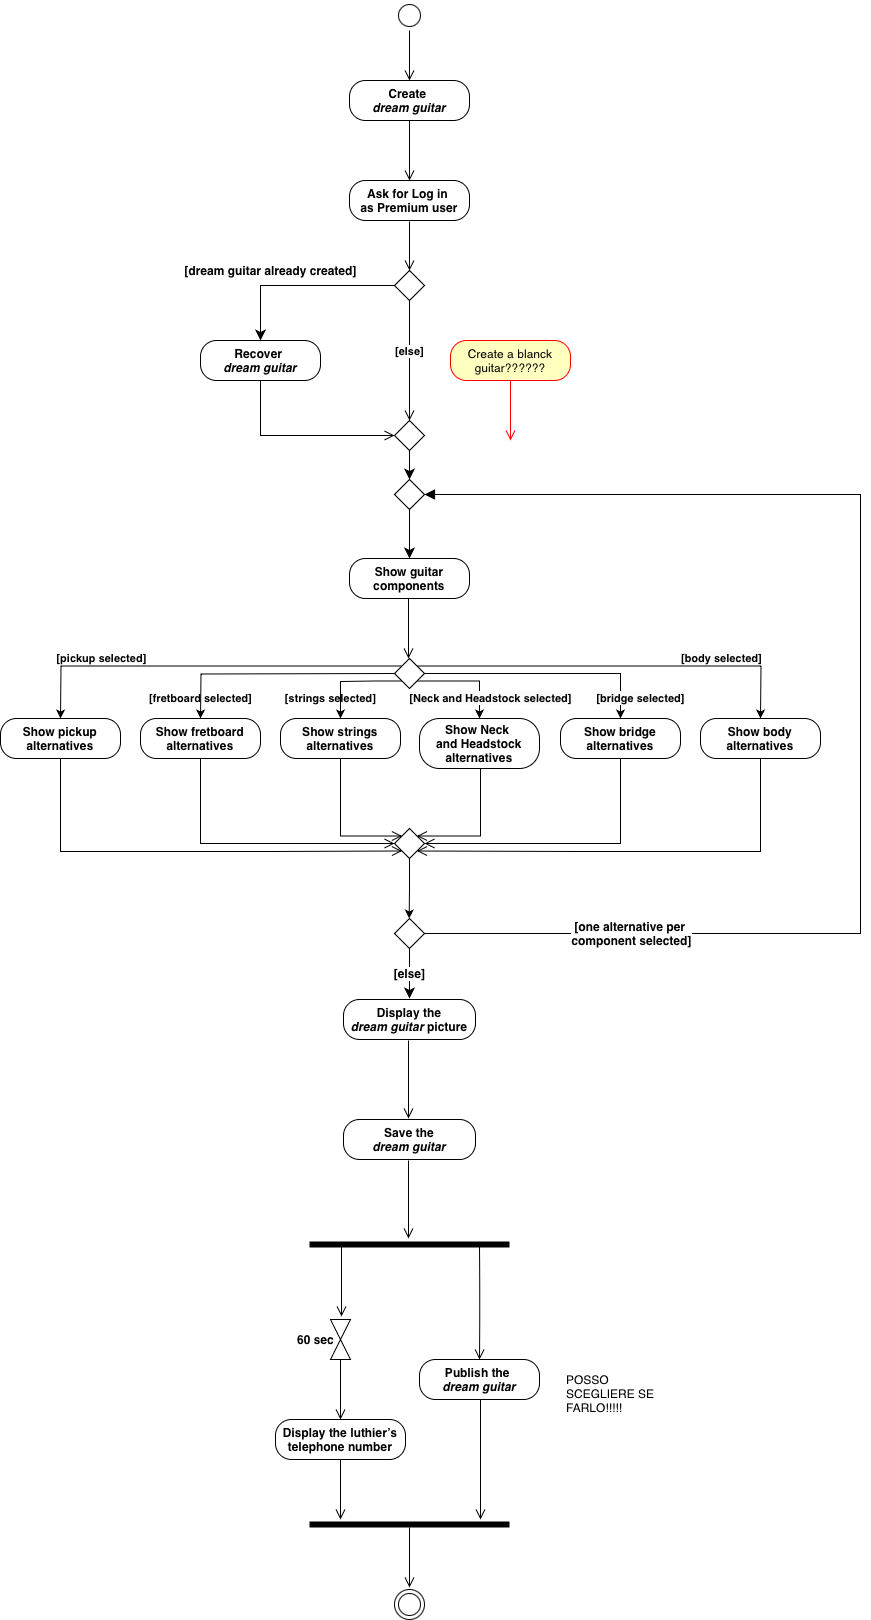 Create
dream guitar
Ask for Log in
as Premium user
[dream guitar already created]
Recover
dream guitar
[else]
Create a blanck
guitar??????
Show guitar
components
[pickup selected]
[body selected]
[fretboard selected]
[strings selected]
[Neck and Headstock selected]
[bridge selected]
Show pickup
alternatives
Show fretboard
alternatives
Show strings
alternatives
Show Neck
and Headstock
alternatives
Show bridge
alternatives
Show body
alternatives
[one alternative per
component selected]
[else]
Display the
dream guitar picture
Save the
dream guitar
60 sec
Publish the
dream guitar
POSSO
SCEGLIERE SE
FARLO!!!!!
Display the luthier's
telephone number